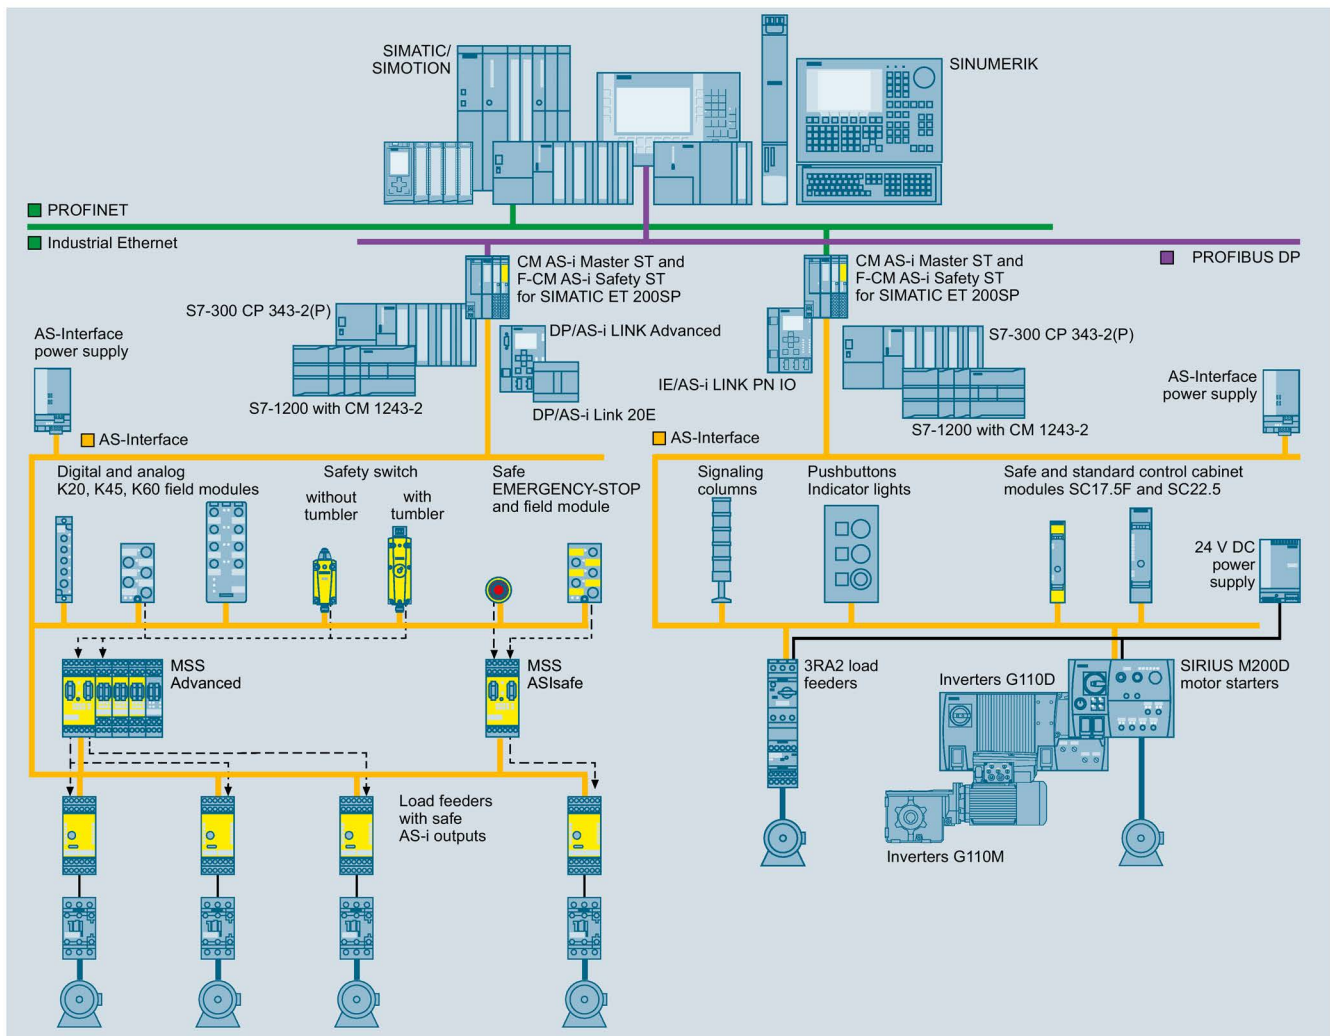 SIMATIC/
SIMOTION
SINUMERIK
PROFINET
Industrial Ethernet
PROFIBUS DP
CM AS-i Master ST and
F-CM AS-i Safety ST
for SIMATIC ET 200SP
CM AS-i Master ST and
F-CM AS-i Safety ST
for SIMATIC ET 200SP
S7-300 CP 343-2(P)
DP/AS-i LINK Advanced
S7-300 CP 343-2(P)
AS-Interface
power supply
IE/AS-i LINK PN IO
AS-Interface
power supply
S7-1200 with CM 1243-2
DP/AS-i Link 20E
S7-1200 with CM 1243-2
AS-Interface
AS-Interface
Digital and analog
K20, K45, K60 field modules
Safety switch
without
tumbler
with
tumbler
Safe
EMERGENCY-STOP
and field module
Signaling
columns
Pushbuttons
Indicator lights
Safe and standard control cabinet
modules SC17.5F and SC22.5
24 V DC
power
supply
MSS
Advanced
MSS
ASIsafe
3RA2 load
feeders
Inverters G110D
SIRIUS M200D
motor starters
Load feeders
with safe
AS-i outputs
Inverters G110M